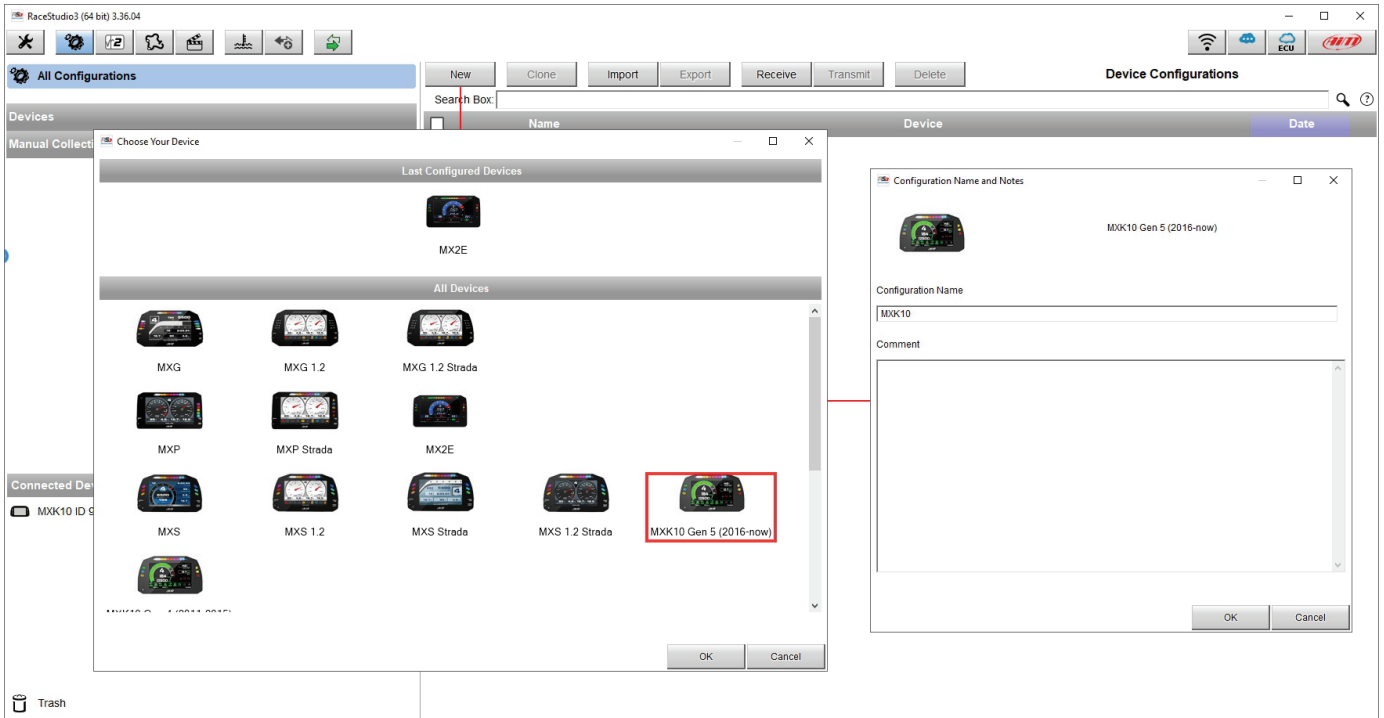 RaceStudio3 (64 bit) 3.36.04
ECU
AiM
All Configurations
New
Clone
Import
Export
Receive
Transmit
Delete
Device Configurations
Search Box:
Devices
Name
Device
Date
Manual Collecti
Choose Your Device
Last Configured Devices
MX2E
All Devices
MXG
MXG 1.2
MXG 1.2 Strada
MXP
MXP Strada
MX2E
MXS
MXS 1.2
MXS Strada
MXS 1.2 Strada
MXK10 Gen 5 (2016-now)
OK
Cancel
Connected Dev
MXK10 ID 9
Configuration Name and Notes
MXK10 Gen 5 (2016-now)
Configuration Name
MXK10
Comment
OK
Cancel
Trash